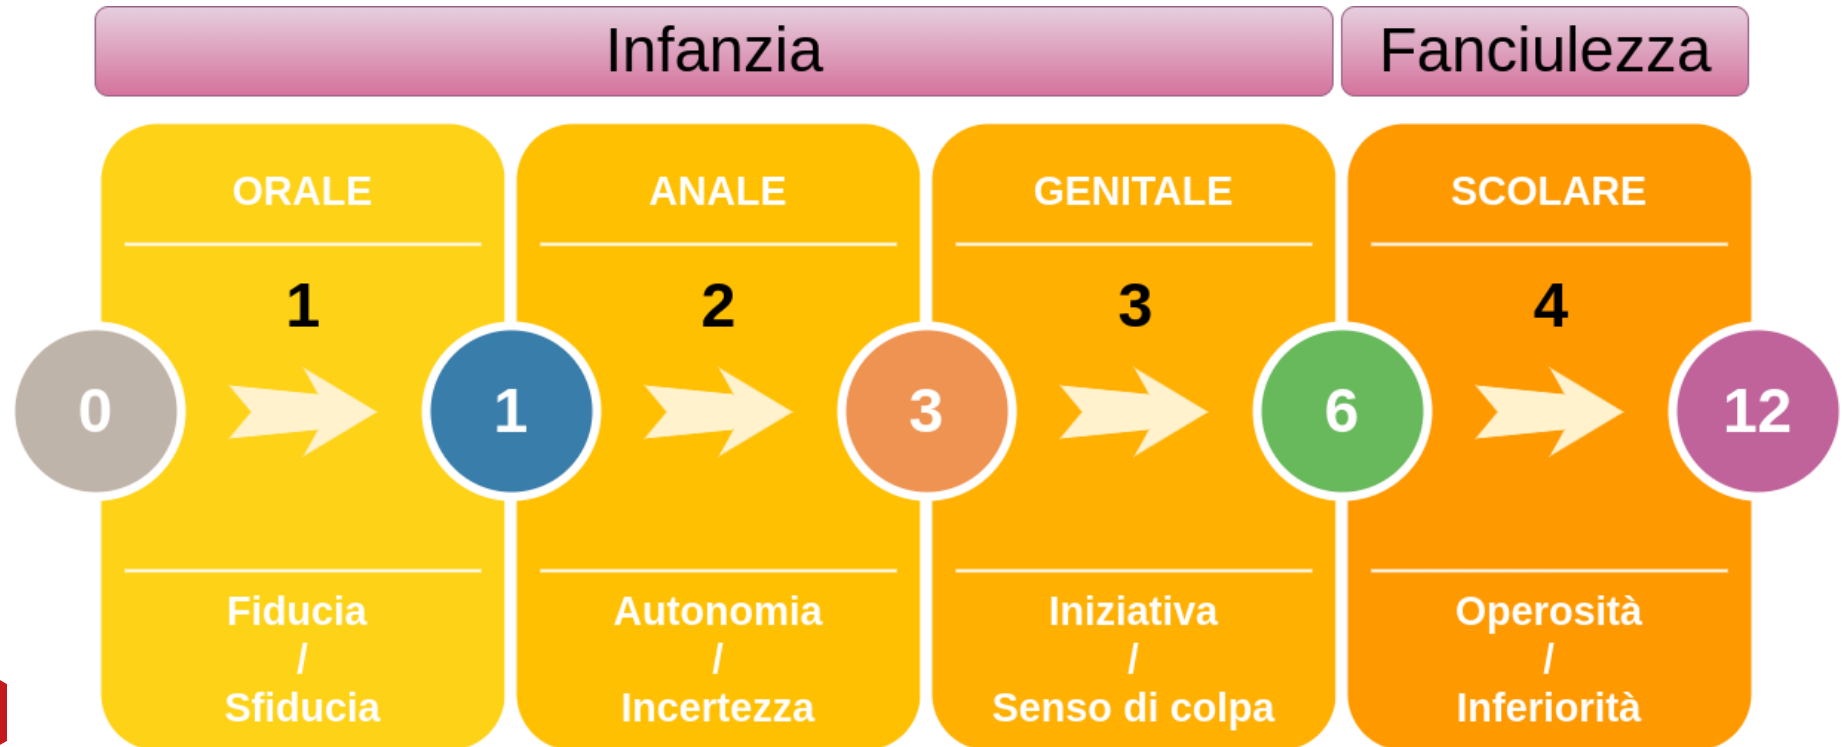 Infanzia
Fanciulezza
ORALE
ANALE
GENITALE
SCOLARE
1
2
3
4
0
1
3
6
12
Fiducia
/
Sfiducia
Autonomia
/
Incertezza
Iniziativa
/
Senso di colpa
Operosità
/
Inferiorità